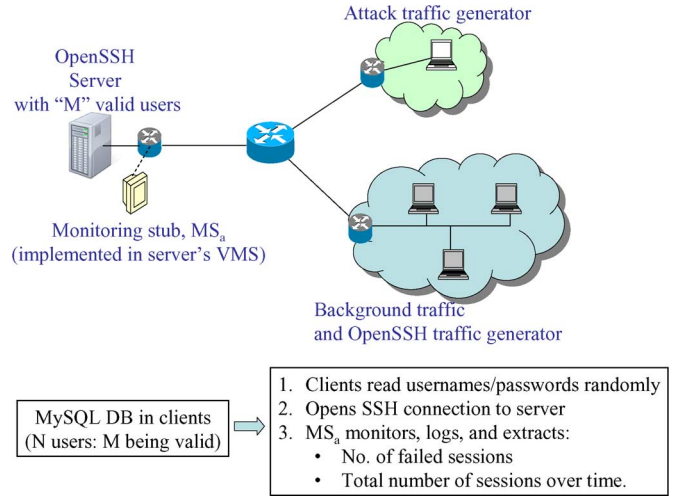 Attack traffic generator
OpenSSH
Server
with “M” valid users
Monitoring stub, MSa
(implemented in server’s VMS)
Background traffic
and OpenSSH traffic generator
MySQL DB in clients
(N users: M being valid)
1. Clients read usernames/passwords randomly
2. Opens SSH connection to server
3. MSa monitors, logs, and extracts:
• No. of failed sessions
• Total number of sessions over time.